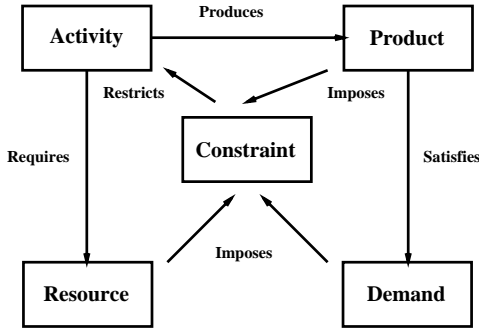 Produces
Activity
Product
Restricts
Imposes
Constraint
Requires
Satisfies
Imposes
Resource
Demand